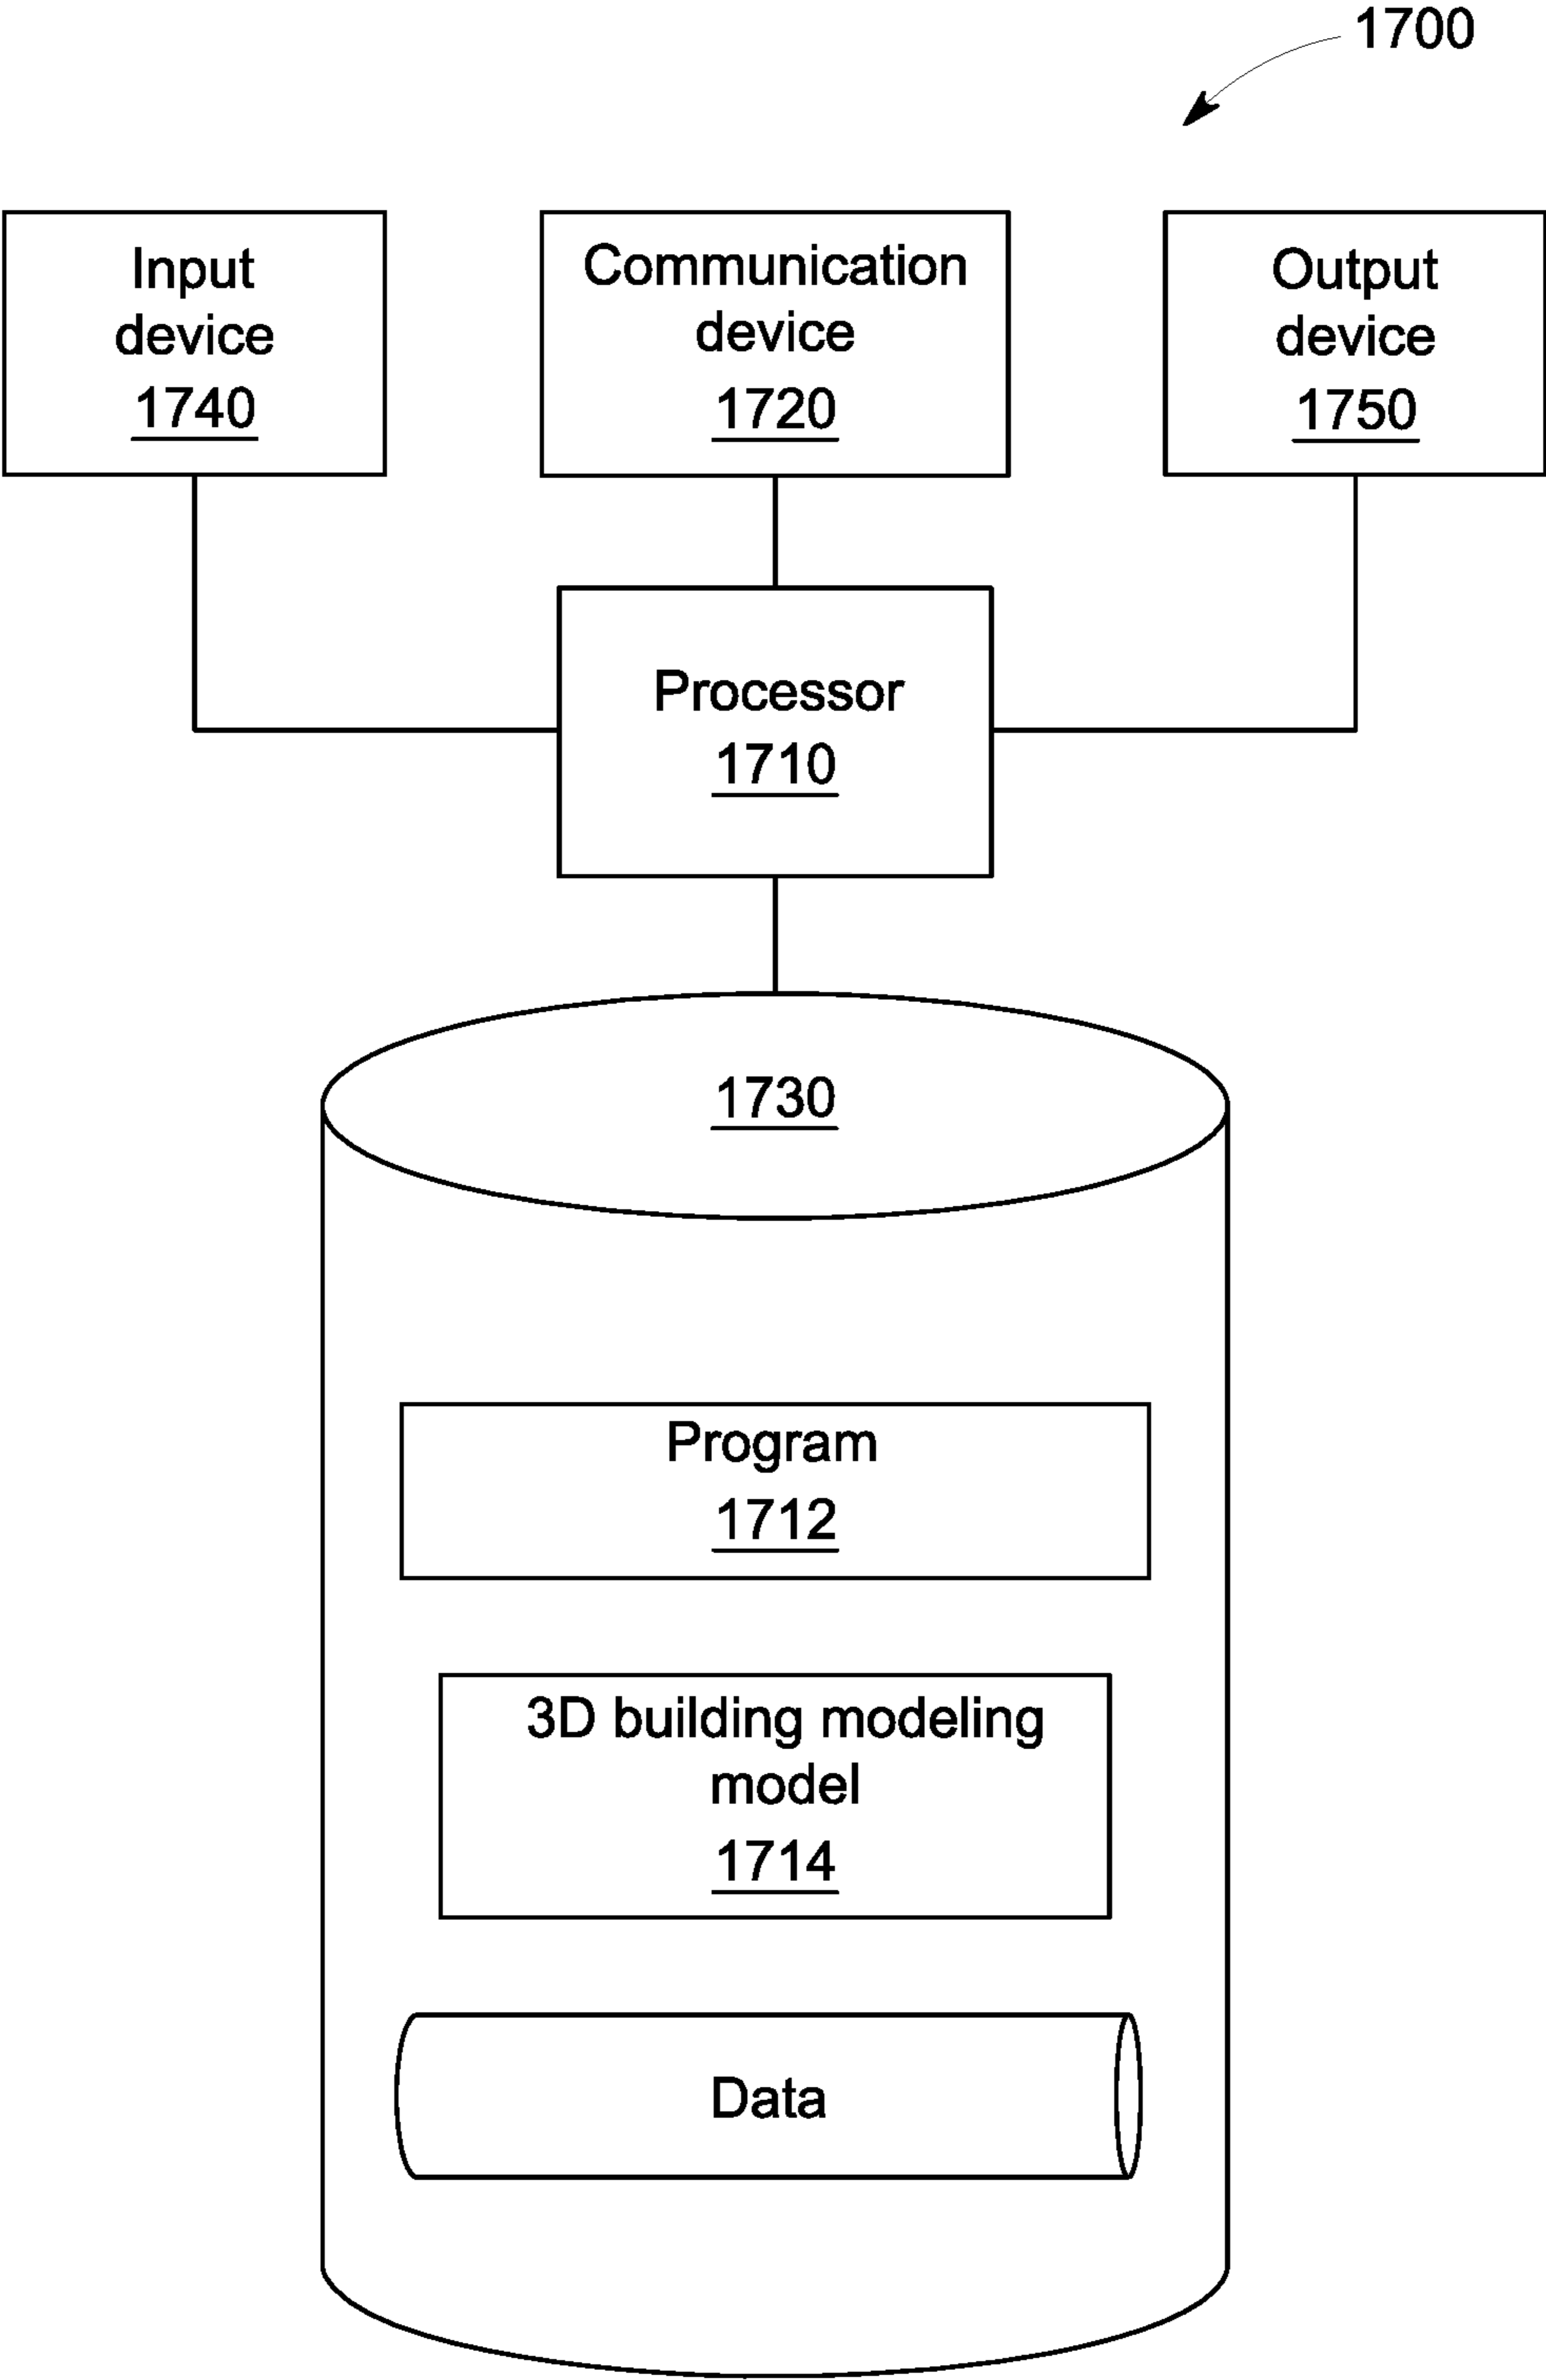 1700
Input
device
1740
Communication
device
1720
Output
device
1750
Processor
1710
1730
Program
1712
3D building modeling
model
1714
Data